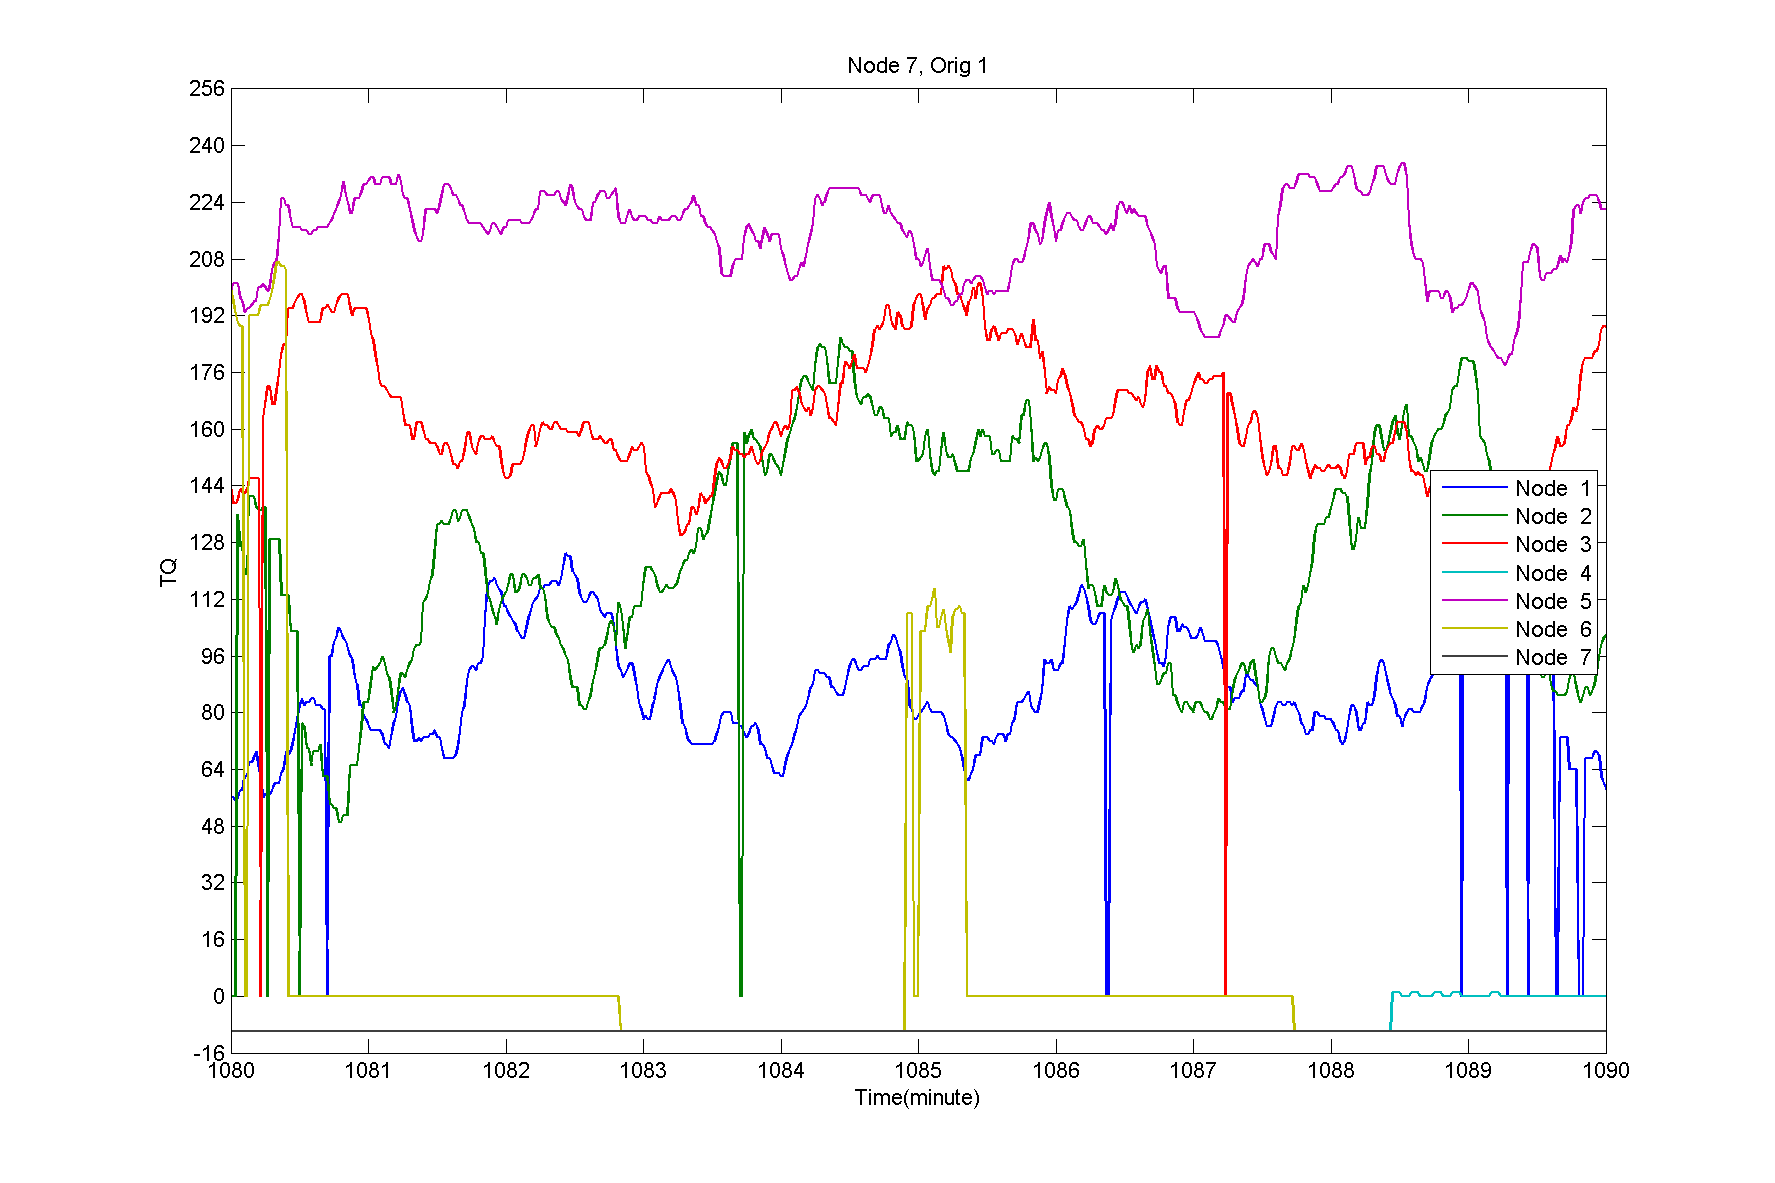 Node 7, Orig 1
256
240
224
208
192
176
160
144
128
112
96
80
64
48
32
16
0
-16
TQ
Node 1
Node 2
Node 3
Node 4
Node 5
Node 6
Node 7
1080 1081 1082 1083 1084 1085 1086 1087 1088 1089 1090
Time(minute)